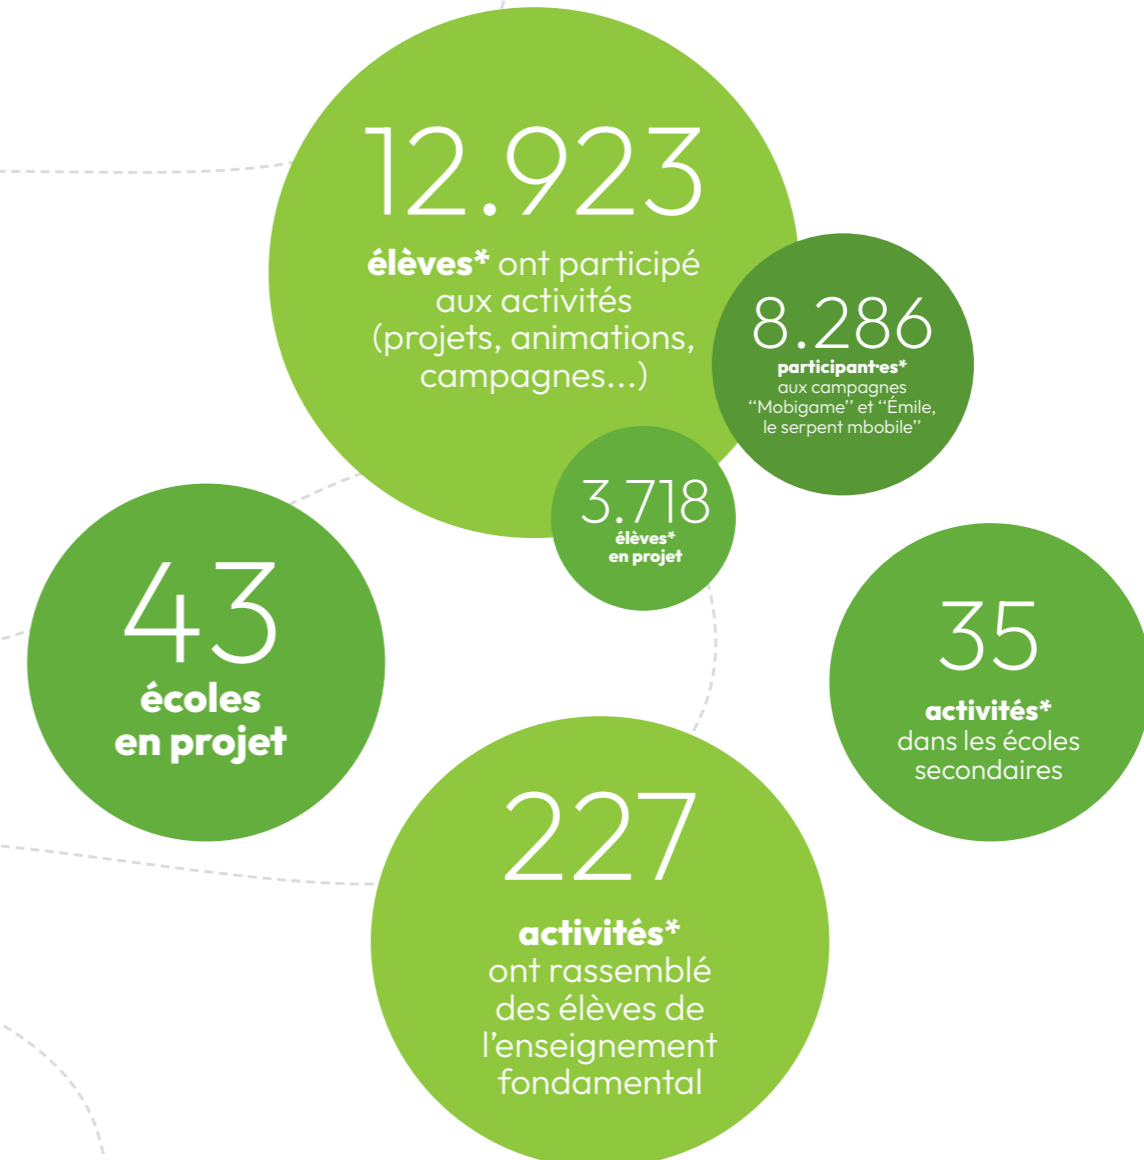 12.923
élèves* ont participé
aux activités
(projets, animations,
campagnes...)
8.286
participant·es*
aux campagnes
“Mobigame” et “Émile,
le serpent mbobile”
3.718
élèves*
en projet
43
écoles
en projet
35
activités*
dans les écoles
secondaires
227
activités*
ont rassemblé
des élèves de
l’enseignement
fondamental